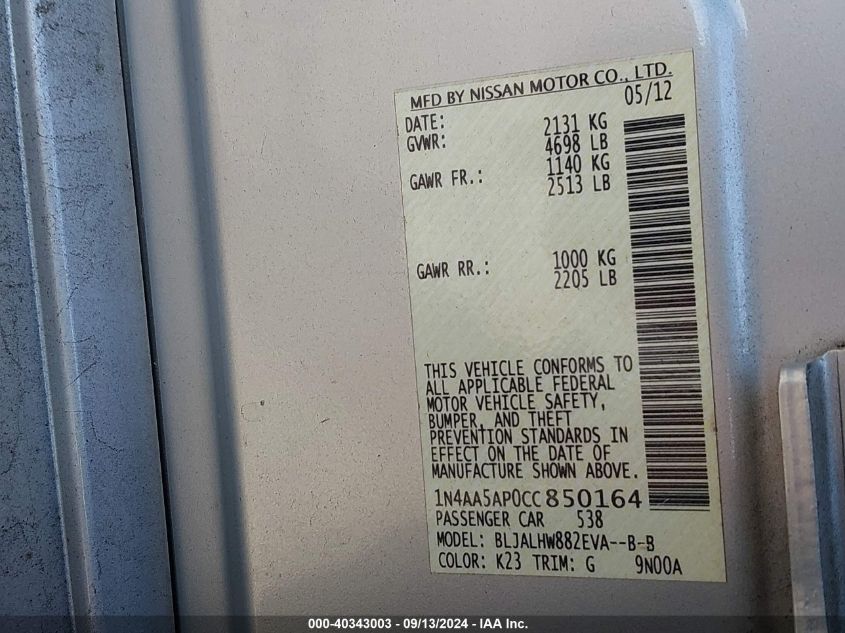 MFD BY NISSAN MOTOR CO., LTD.
DATE: 05/12
GVWR: 2131 KG
4698 LB
GAWR FR.: 1140 KG
2513 LB
GAWR RR.: 1000 KG
2205 LB
THIS VEHICLE CONFORMS TO
ALL APPLICABLE FEDERAL
MOTOR VEHICLE SAFETY,
BUMPER, AND THEFT
PREVENTION STANDARDS IN
EFFECT ON THE DATE OF
MANUFACTURE SHOWN ABOVE.
1N4AA5AP0CC850164
PASSENGER CAR 538
MODEL: BLJALHW882EVA--B-B
COLOR: K23 TRIM: G 9N00A
000-40343003 - 09/13/2024 - IAA Inc.